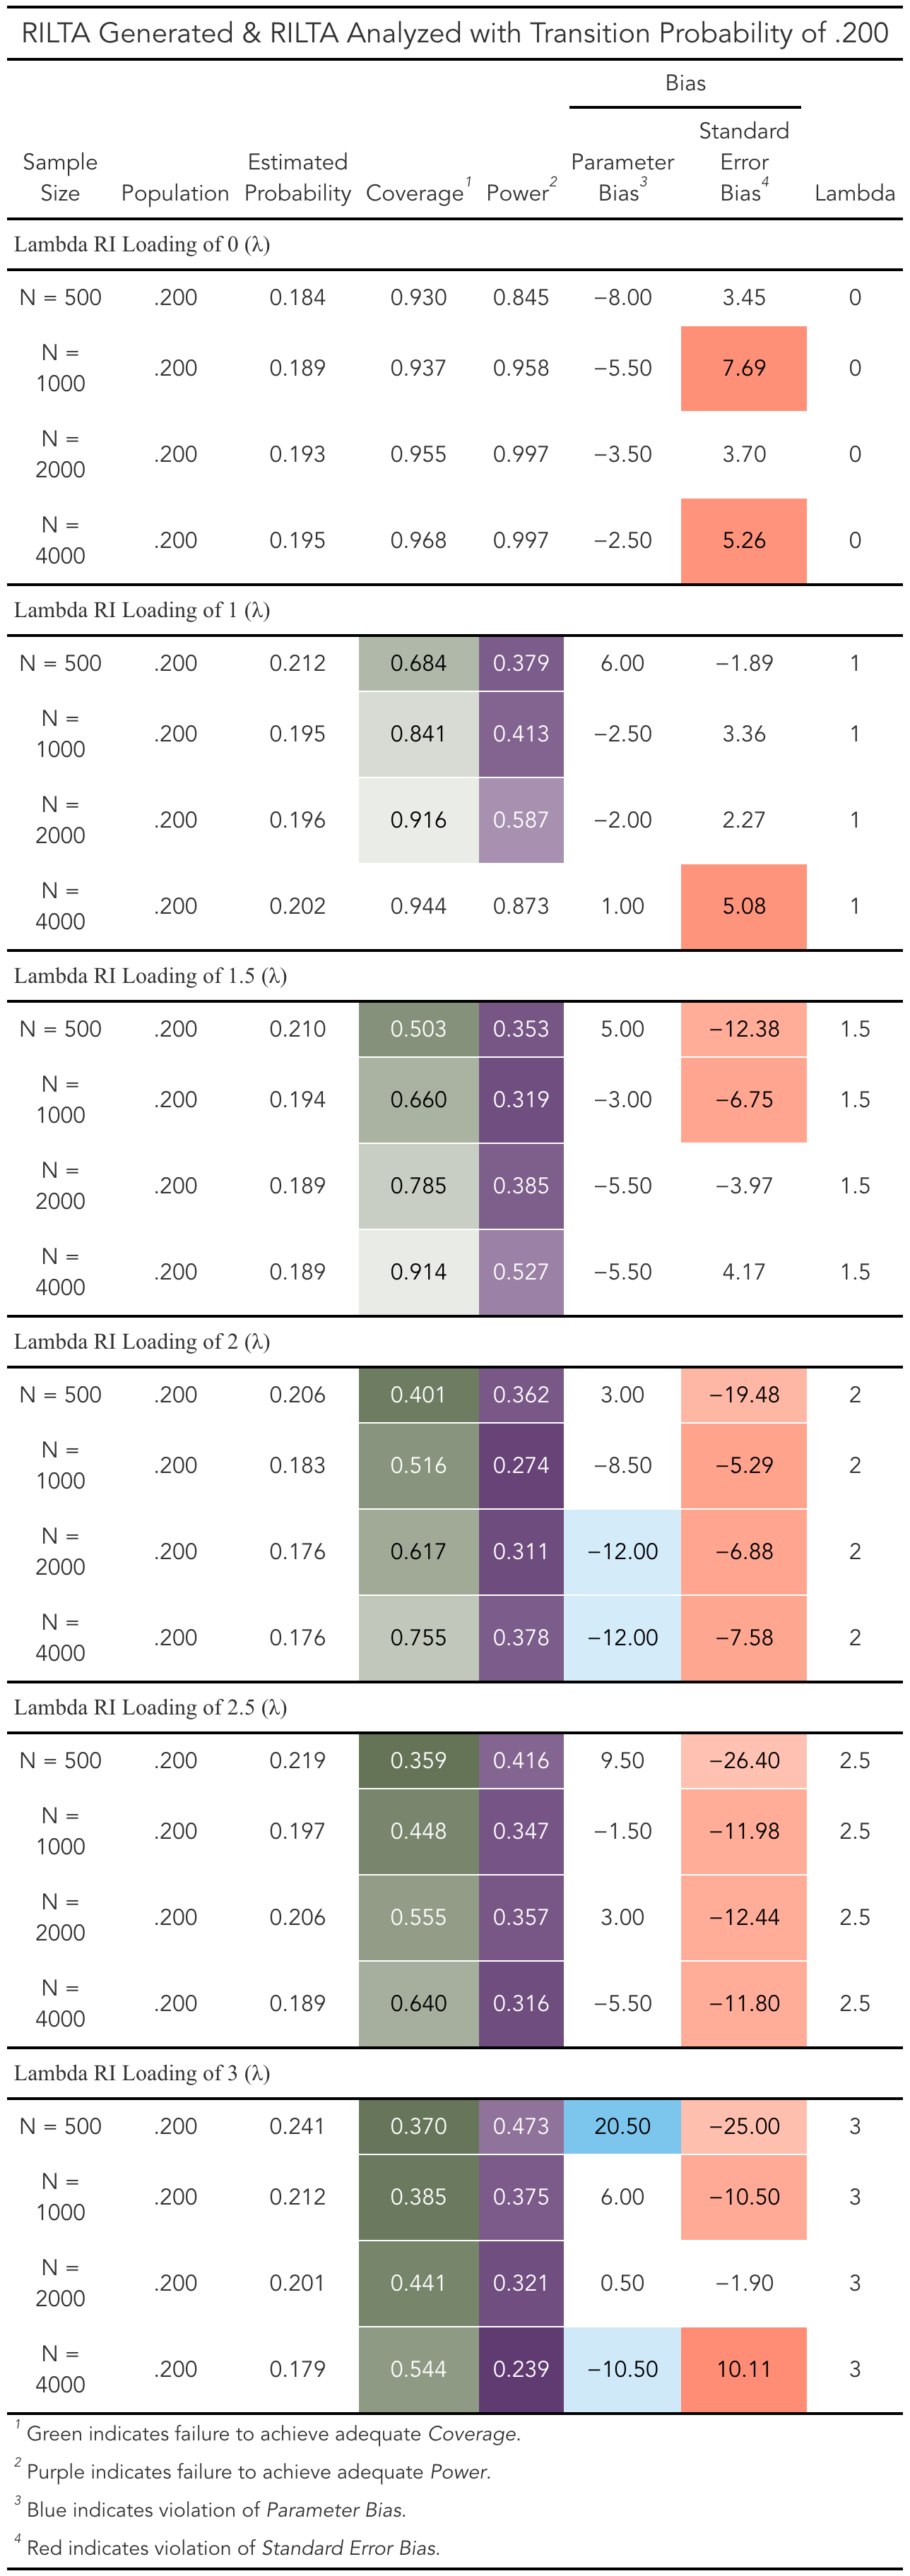 RILTA Generated & RILTA Analyzed with Transition Probability of .200
Bias
Sample Size Population Estimated Probability Coverage1 Power2 Parameter Bias3 Standard Error Bias4 Lambda
Lambda RI Loading of 0 (λ)
N = 500 .200 0.184 0.930 0.845 −8.00 3.45 0
N = 1000 .200 0.189 0.937 0.958 −5.50 7.69 0
N = 2000 .200 0.193 0.955 0.997 −3.50 3.70 0
N = 4000 .200 0.195 0.968 0.997 −2.50 5.26 0
Lambda RI Loading of 1 (λ)
N = 500 .200 0.212 0.684 0.379 6.00 −1.89 1
N = 1000 .200 0.195 0.841 0.413 −2.50 3.36 1
N = 2000 .200 0.196 0.916 0.587 −2.00 2.27 1
N = 4000 .200 0.202 0.944 0.873 1.00 5.08 1
Lambda RI Loading of 1.5 (λ)
N = 500 .200 0.210 0.503 0.353 5.00 −12.38 1.5
N = 1000 .200 0.194 0.660 0.319 −3.00 −6.75 1.5
N = 2000 .200 0.189 0.785 0.385 −5.50 −3.97 1.5
N = 4000 .200 0.189 0.914 0.527 −5.50 4.17 1.5
Lambda RI Loading of 2 (λ)
N = 500 .200 0.206 0.401 0.362 3.00 −19.48 2
N = 1000 .200 0.183 0.516 0.274 −8.50 −5.29 2
N = 2000 .200 0.176 0.617 0.311 −12.00 −6.88 2
N = 4000 .200 0.176 0.755 0.378 −12.00 −7.58 2
Lambda RI Loading of 2.5 (λ)
N = 500 .200 0.219 0.359 0.416 9.50 −26.40 2.5
N = 1000 .200 0.197 0.448 0.347 −1.50 −11.98 2.5
N = 2000 .200 0.206 0.555 0.357 3.00 −12.44 2.5
N = 4000 .200 0.189 0.640 0.316 −5.50 −11.80 2.5
Lambda RI Loading of 3 (λ)
N = 500 .200 0.241 0.370 0.473 20.50 −25.00 3
N = 1000 .200 0.212 0.385 0.375 6.00 −10.50 3
N = 2000 .200 0.201 0.441 0.321 0.50 −1.90 3
N = 4000 .200 0.179 0.544 0.239 −10.50 10.11 3
1 Green indicates failure to achieve adequate Coverage.
2 Purple indicates failure to achieve adequate Power.
3 Blue indicates violation of Parameter Bias.
4 Red indicates violation of Standard Error Bias.